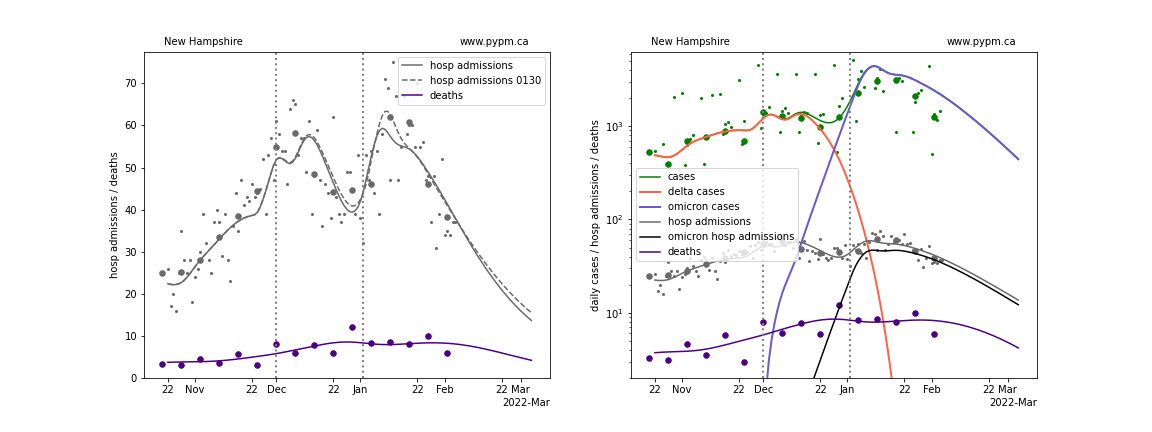 New Hampshire
www.pypm.ca
hosp admissions
hosp admissions 0130
deaths
hosp admissions / deaths
70
60
50
40
30
20
10
0
22 Nov 22 Dec 22 Jan 22 Feb 22 Mar
2022-Mar
New Hampshire
www.pypm.ca
cases
delta cases
omicron cases
hosp admissions
omicron hosp admissions
deaths
daily cases / hosp admissions / deaths
10³
10²
10¹
22 Nov 22 Dec 22 Jan 22 Feb 22 Mar
2022-Mar